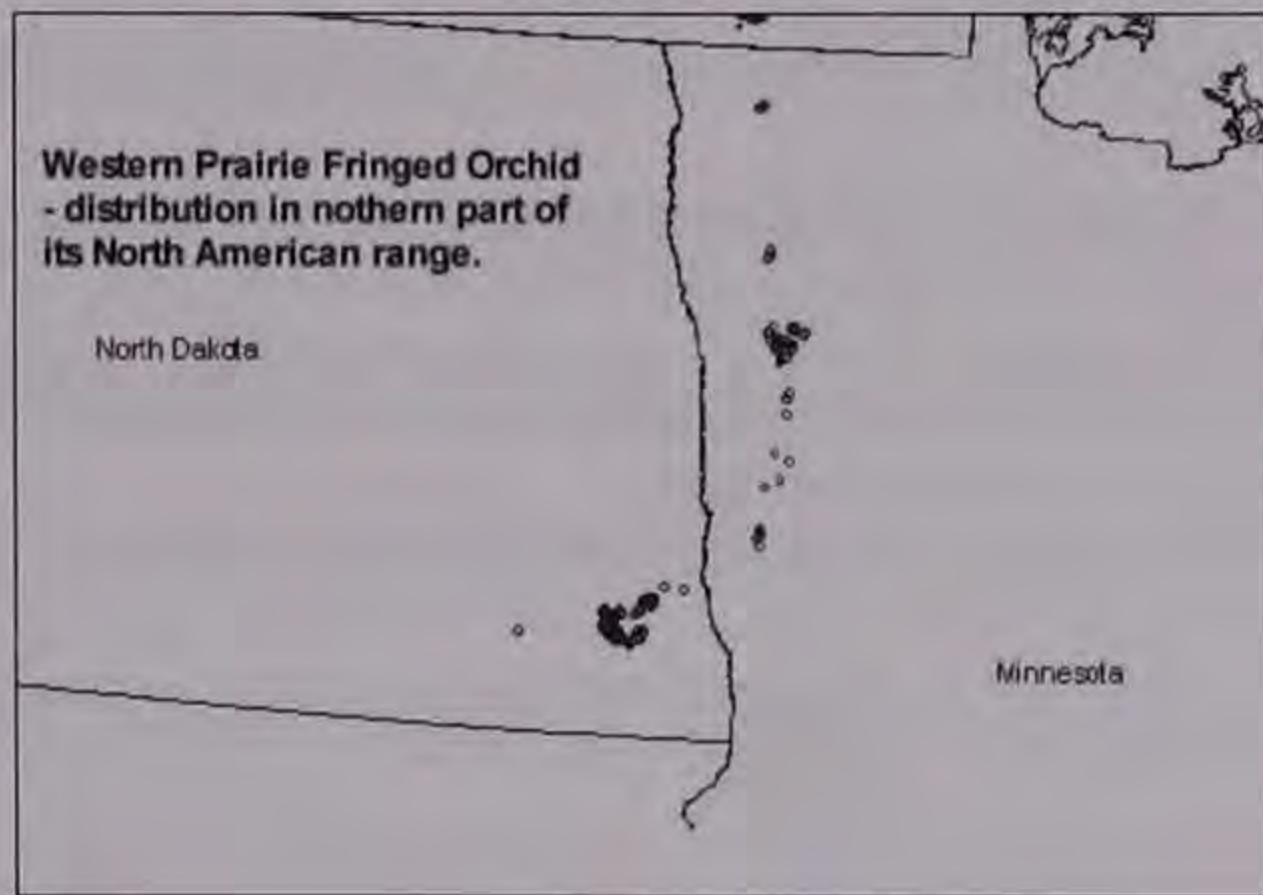 Western Prairie Fringed Orchid
- distribution in nothern part of
its North American range.
North Dakota
Minnesota